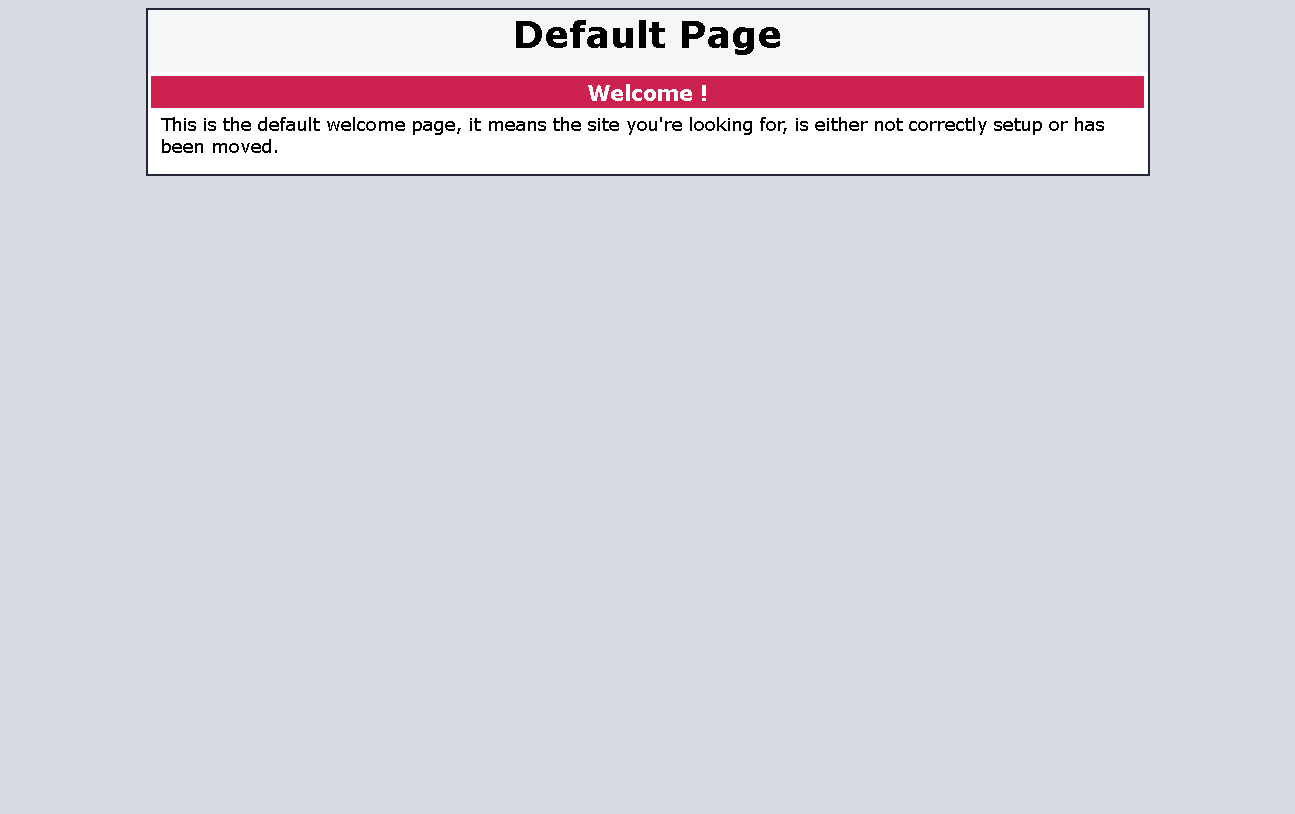 Default Page
Welcome !
This is the default welcome page, it means the site you're looking for, is either not correctly setup or has
been moved.